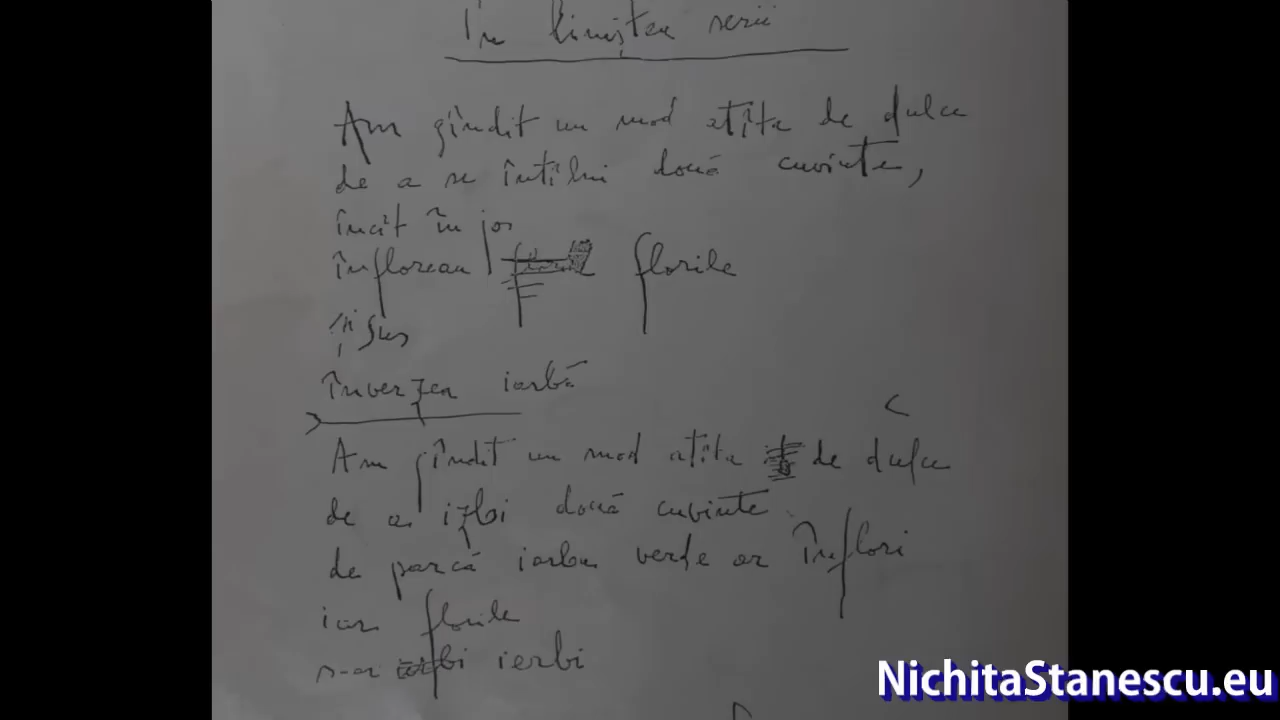 În liniștea serii
Am gîndit un mod atîta de dulce
de a se întîlni două cuvinte,
încît în jos
înfloreau florile
și sus
înverzea iarbă
Am gîndit un mod atîta de dulce
de a izbi două cuvinte
de parcă iarba verde ar înflori
iar florile
s-ar ierbi
NichitaStanescu.eu